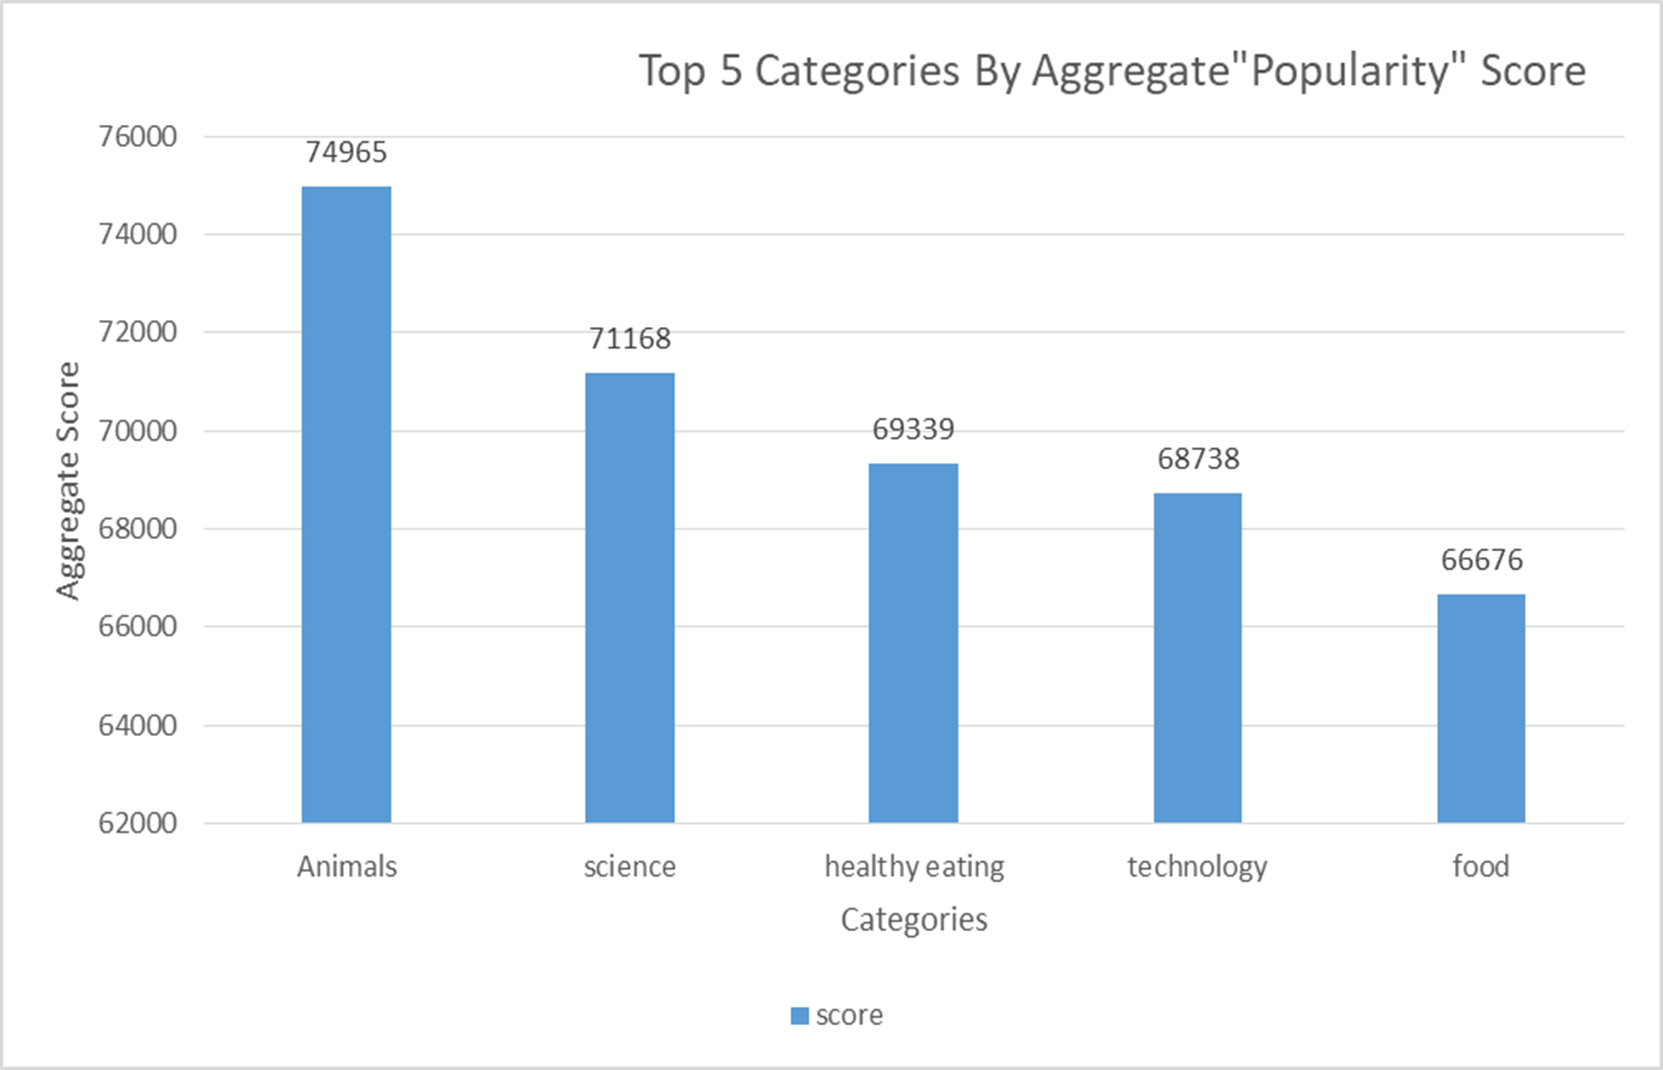 Top 5 Categories By Aggregate"Popularity" Score
76000
74000
72000
70000
68000
66000
64000
62000
Aggregate Score
74965
71168
69339
68738
66676
Animals
science
healthy eating
technology
food
Categories
score